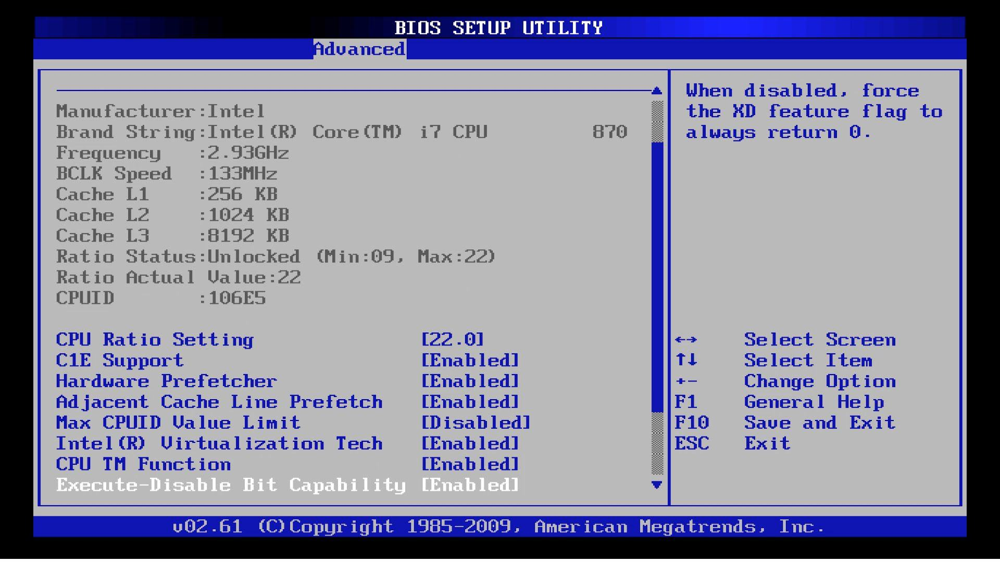 BIOS SETUP UTILITY
Advanced
Manufacturer:Intel
Brand String:Intel(R) Core(TM) i7 CPU 870
Frequency :2.93GHz
BCLK Speed :133MHz
Cache L1 :256 KB
Cache L2 :1024 KB
Cache L3 :8192 KB
Ratio Status:Unlocked (Min:09, Max:22)
Ratio Actual Value:22
CPUID :106E5
CPU Ratio Setting [22.0]
C1E Support [Enabled]
Hardware Prefetcher [Enabled]
Adjacent Cache Line Prefetch [Enabled]
Max CPUID Value Limit [Disabled]
Intel(R) Virtualization Tech [Enabled]
CPU TM Function [Enabled]
Execute-Disable Bit Capability [Enabled]
When disabled, force
the XD feature flag to
always return 0.
←→ Select Screen
↑↓ Select Item
+- Change Option
F1 General Help
F10 Save and Exit
ESC Exit
v02.61 (C)Copyright 1985-2009, American Megatrends, Inc.